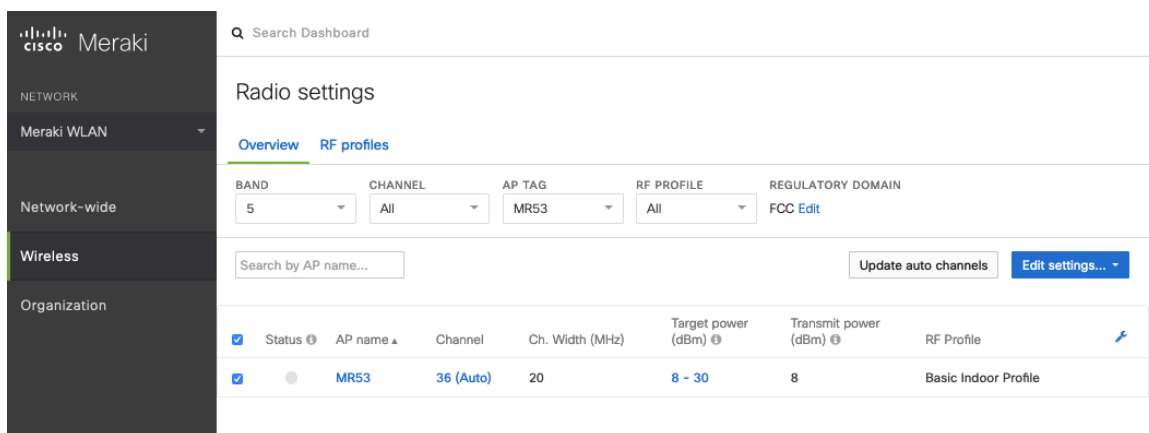 cisco Meraki
Search Dashboard
NETWORK
Meraki WLAN
Network-wide
Wireless
Organization
Radio settings
Overview RF profiles
BAND CHANNEL AP TAG RF PROFILE REGULATORY DOMAIN
5 All MR53 All FCC Edit
Search by AP name... Update auto channels Edit settings...
Status AP name Channel Ch. Width (MHz) Target power (dBm) Transmit power (dBm) RF Profile
MR53 36 (Auto) 20 8 - 30 8 Basic Indoor Profile